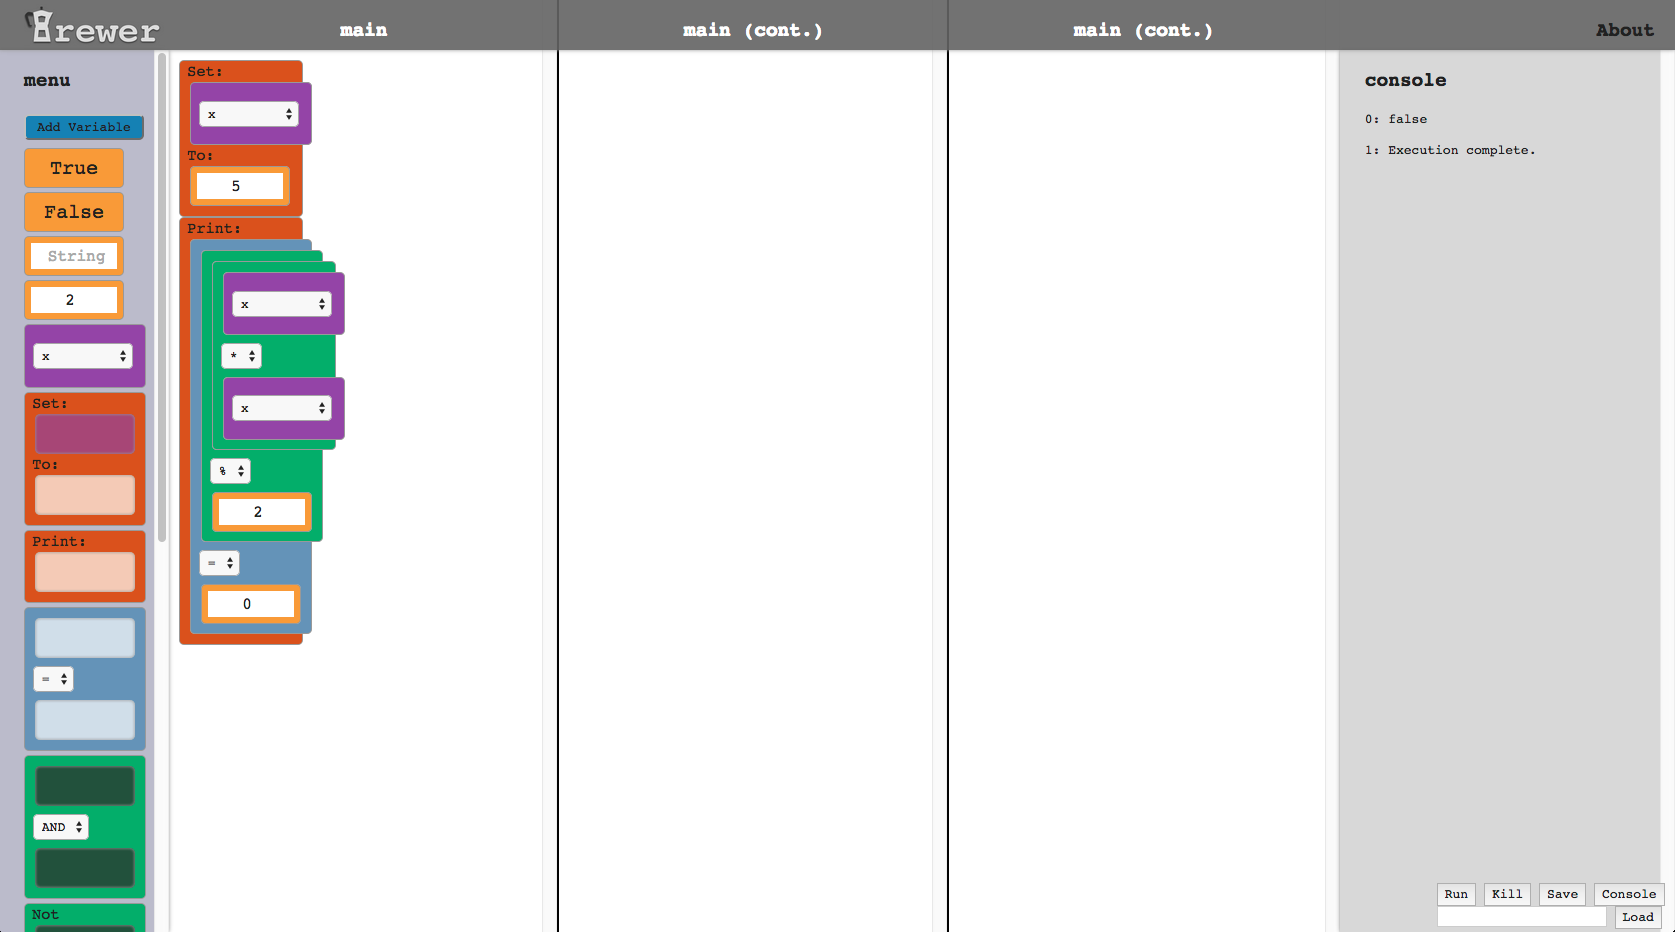 Brewer
main
main (cont.)
main (cont.)
About
menu
Add Variable
True
False
String
2
x
Set:
To:
Print:
=
AND
Not
Set:
x
To:
5
Print:
x
*
x
%
2
=
0
console
0: false
1: Execution complete.
Run Kill Save Console
Load